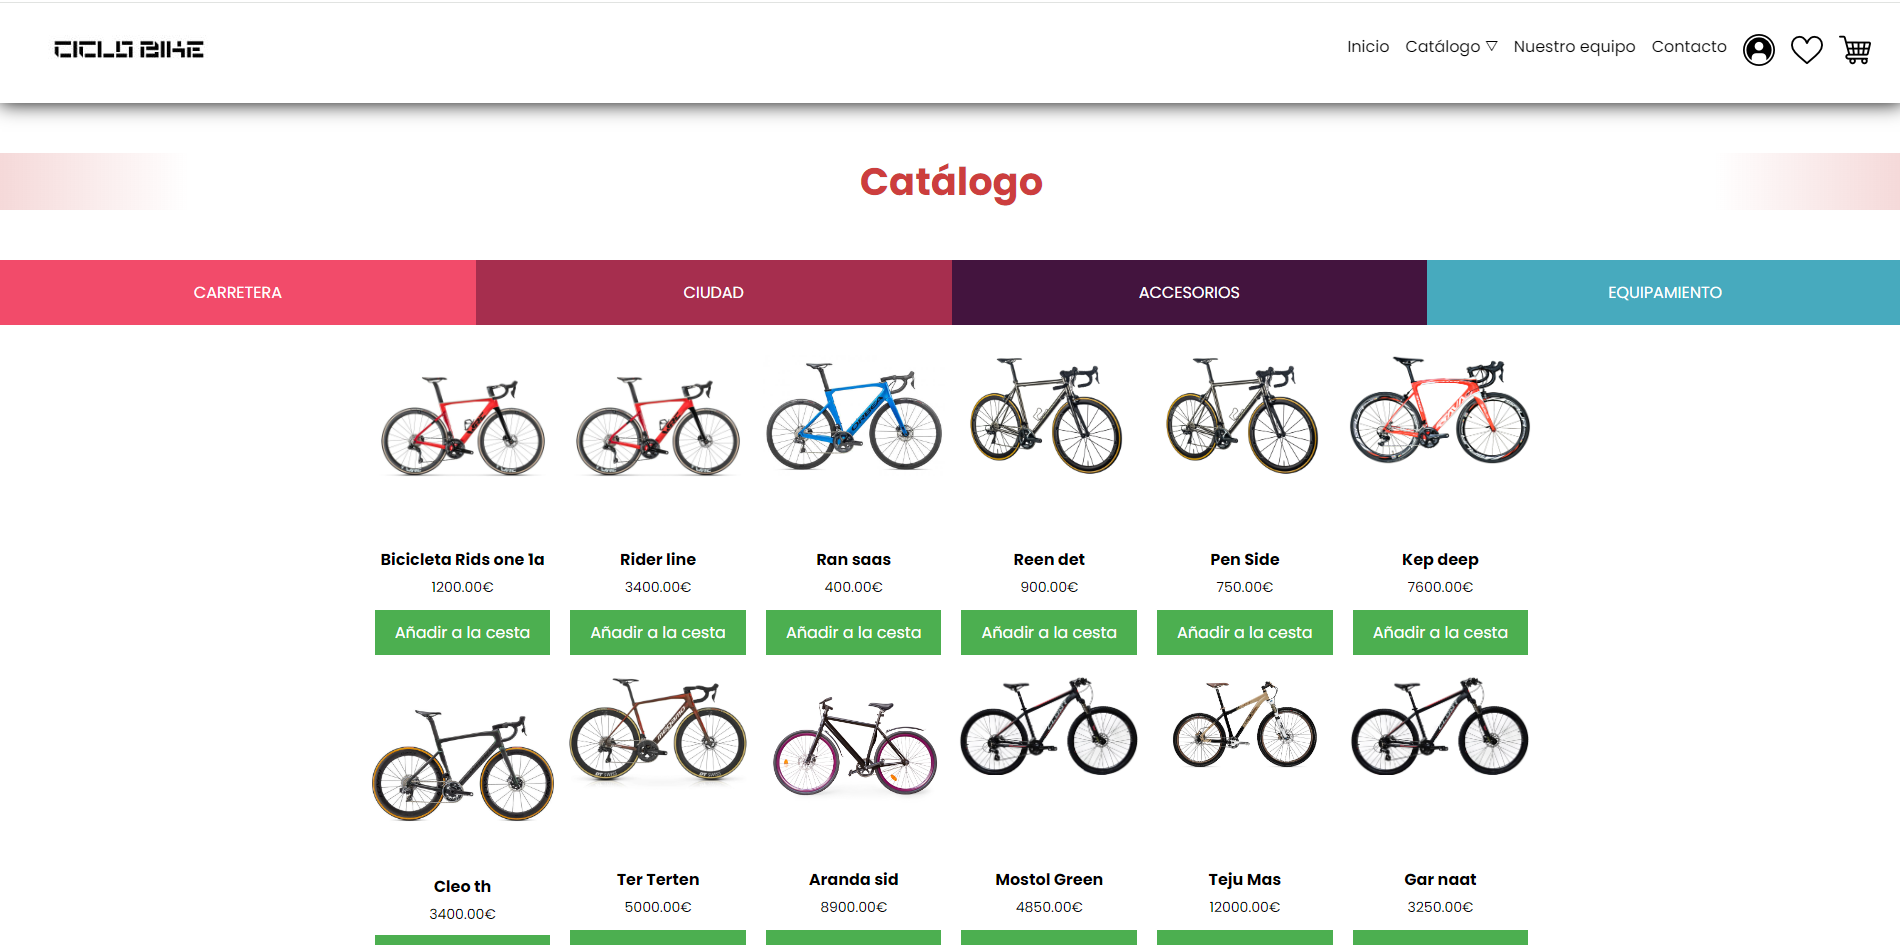 CICLO BIKE
Inicio Catálogo ▽ Nuestro equipo Contacto
Catálogo
CARRETERA CIUDAD ACCESORIOS EQUIPAMIENTO
Bicicleta Rids one 1a Rider line Ran saas Reen det Pen Side Kep deep
1200.00€ 3400.00€ 400.00€ 900.00€ 750.00€ 7600.00€
Añadir a la cesta Añadir a la cesta Añadir a la cesta Añadir a la cesta Añadir a la cesta Añadir a la cesta
Cleo th Ter Terten Aranda sid Mostol Green Teju Mas Gar naat
3400.00€ 5000.00€ 8900.00€ 4850.00€ 12000.00€ 3250.00€